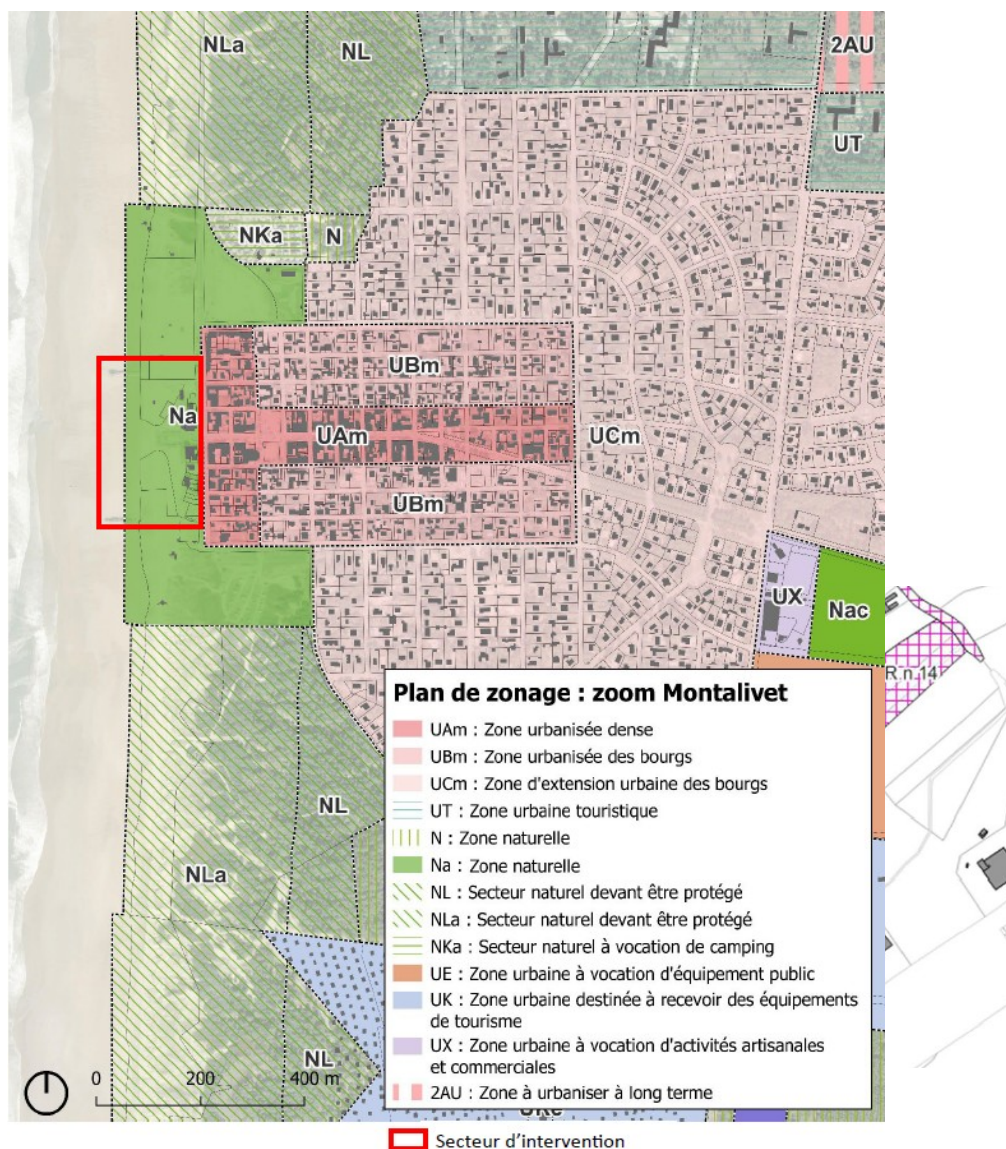 NLa
NL
2AU
UT
NKa
N
UBm
Na
UAm
UCm
UBm
UX
Nac
R.n.14
Plan de zonage : zoom Montalivet
UAm : Zone urbanisée dense
UBm : Zone urbanisée des bourgs
UCm : Zone d'extension urbaine des bourgs
UT : Zone urbaine touristique
N : Zone naturelle
Na : Zone naturelle
NL : Secteur naturel devant être protégé
NLa : Secteur naturel devant être protégé
NKa : Secteur naturel à vocation de camping
UE : Zone urbaine à vocation d'équipement public
UK : Zone urbaine destinée à recevoir des équipements
de tourisme
UX : Zone urbaine à vocation d'activités artisanales
et commerciales
2AU : Zone à urbaniser à long terme
NL
NLa
NL
0 200 400 m
Secteur d'intervention